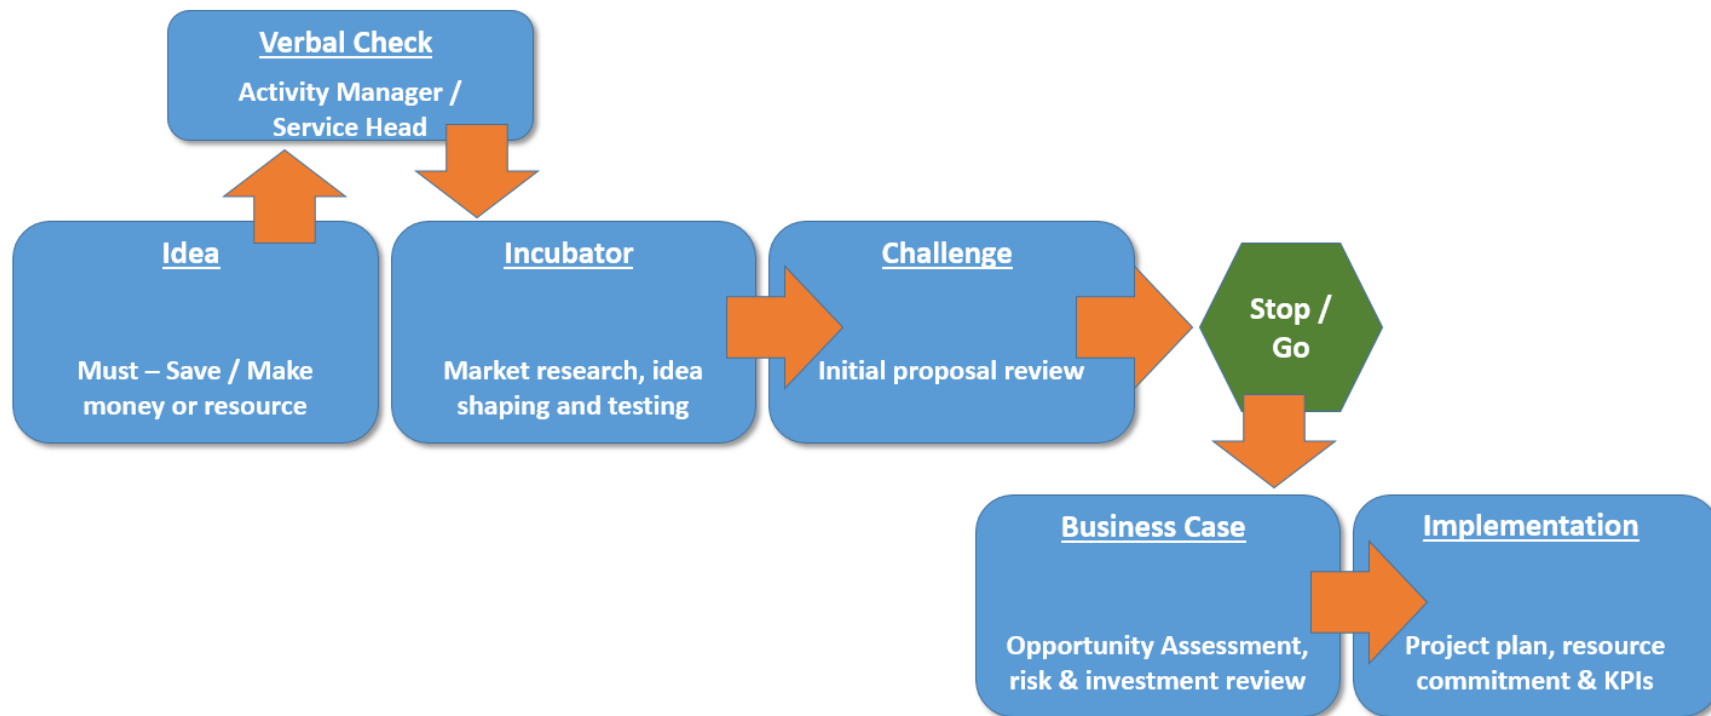 Verbal Check
Activity Manager /
Service Head
Idea
Must – Save / Make
money or resource
Incubator
Market research, idea
shaping and testing
Challenge
Initial proposal review
Stop /
Go
Business Case
Opportunity Assessment,
risk & investment review
Implementation
Project plan, resource
commitment & KPIs